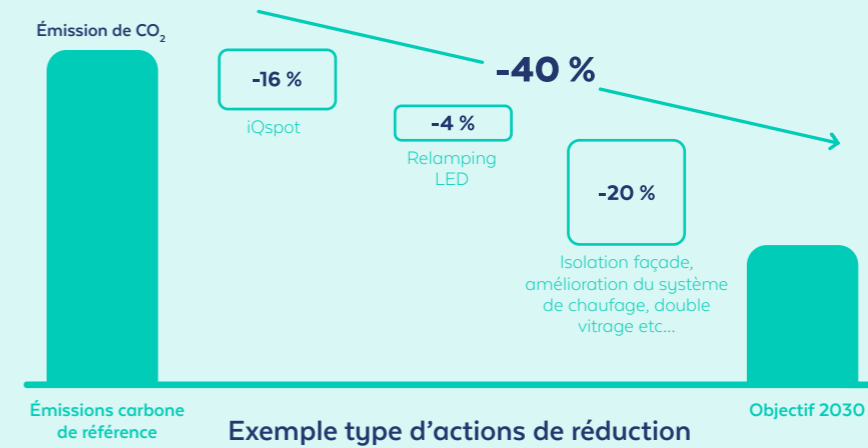 Émission de CO₂
-16 %
iQspot
-40 %
-4 %
Relamping
LED
-20 %
Isolation façade,
amélioration du système
de chaufage, double
vitrage etc...
Émissions carbone
de référence
Objectif 2030
Exemple type d'actions de réduction